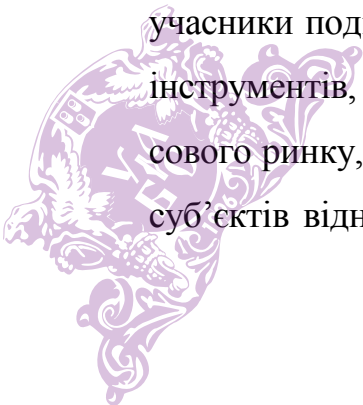 учасники под
інструментів,
сового ринку,
суб’єктів відн